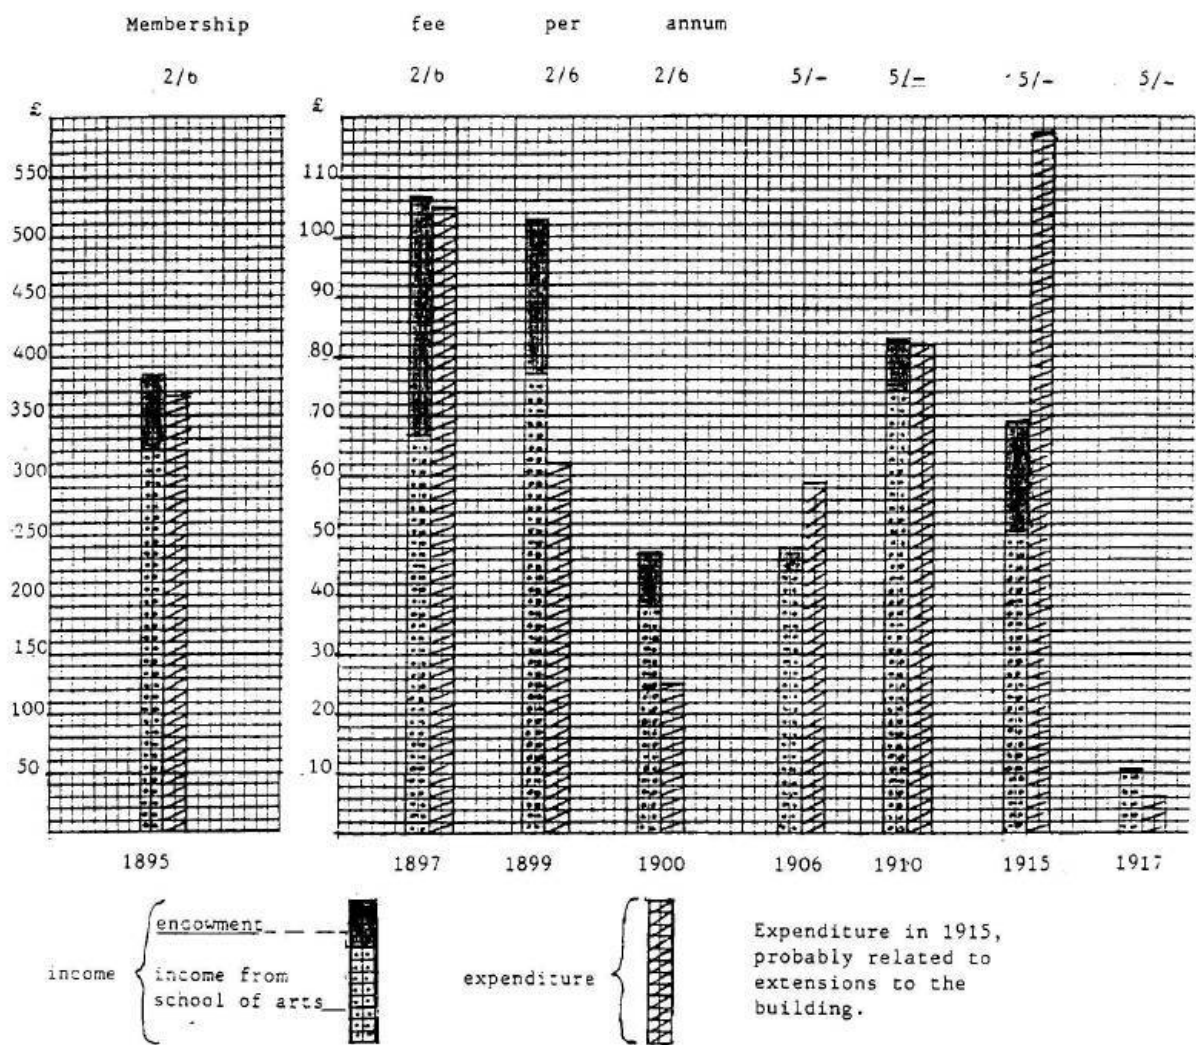 Membership fee per annum
2/6 2/6 2/6 2/6 5/- 5/- 5/- 5/-
£ £
550 110
500 100
450 90
400 80
350 70
300 60
250 50
200 40
150 30
100 20
50 10
1895 1897 1899 1900 1906 1910 1915 1917
income
endowment
income from
school of arts
expenditure
Expenditure in 1915,
probably related to
extensions to the
building.